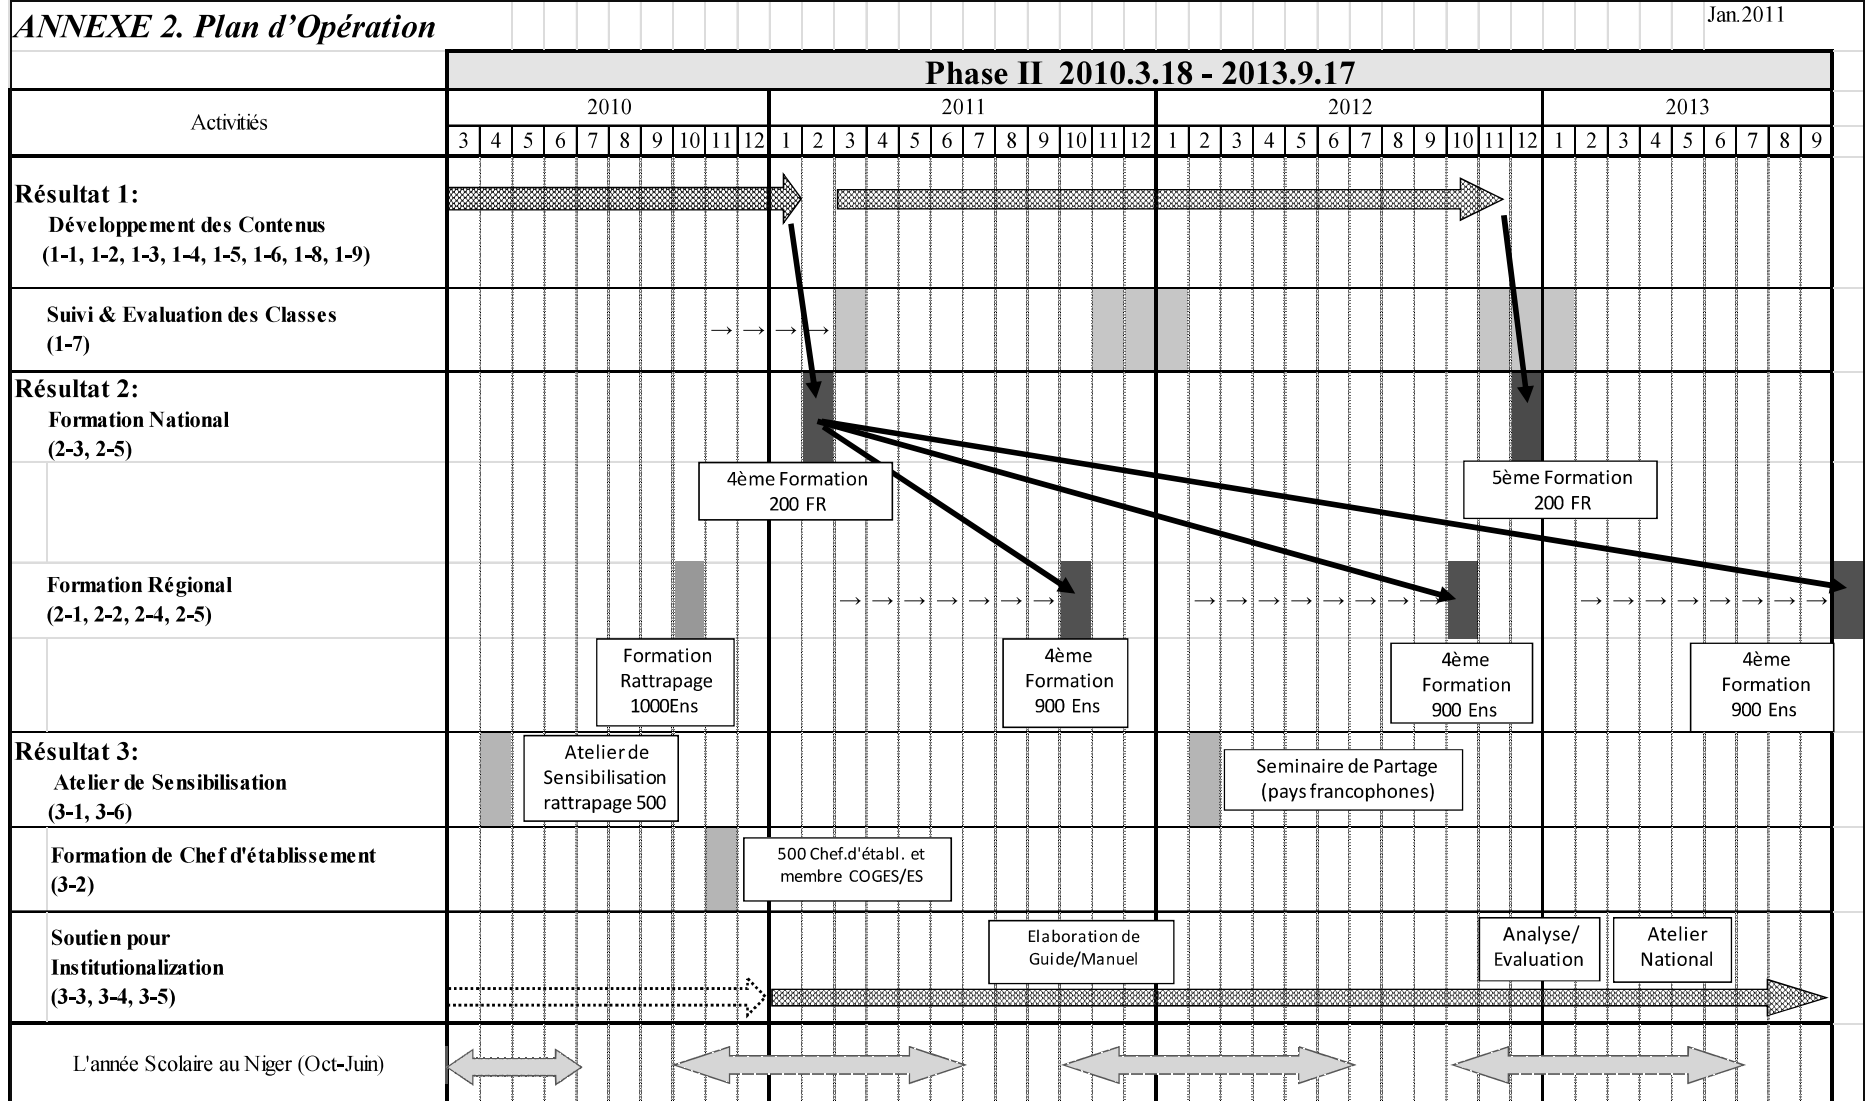 ANNEXE 2. Plan d'Opération
Jan.2011
Phase II 2010.3.18 - 2013.9.17
Activitiés
2010 2011 2012 2013
3 4 5 6 7 8 9 10 11 12 1 2 3 4 5 6 7 8 9 10 11 12 1 2 3 4 5 6 7 8 9 10 11 12 1 2 3 4 5 6 7 8 9
Résultat 1:
Développement des Contenus
(1-1, 1-2, 1-3, 1-4, 1-5, 1-6, 1-8, 1-9)
Suivi & Evaluation des Classes
(1-7)
→ → → →
Résultat 2:
Formation National
(2-3, 2-5)
4ème Formation
200 FR
5ème Formation
200 FR
Formation Régional
(2-1, 2-2, 2-4, 2-5)
→ → → → → → → → → → → → → → → → → → → → → → →
Formation
Rattrapage
1000Ens
4ème
Formation
900 Ens
4ème
Formation
900 Ens
4ème
Formation
900 Ens
Résultat 3:
Atelier de Sensibilisation
(3-1, 3-6)
Atelier de
Sensibilisation
rattrapage 500
Seminaire de Partage
(pays francophones)
Formation de Chef d'établissement
(3-2)
500 Chef.d'établ. et
membre COGES/ES
Soutien pour
Institutionalization
(3-3, 3-4, 3-5)
Elaboration de
Guide/Manuel
Analyse/
Evaluation
Atelier
National
L'année Scolaire au Niger (Oct-Juin)